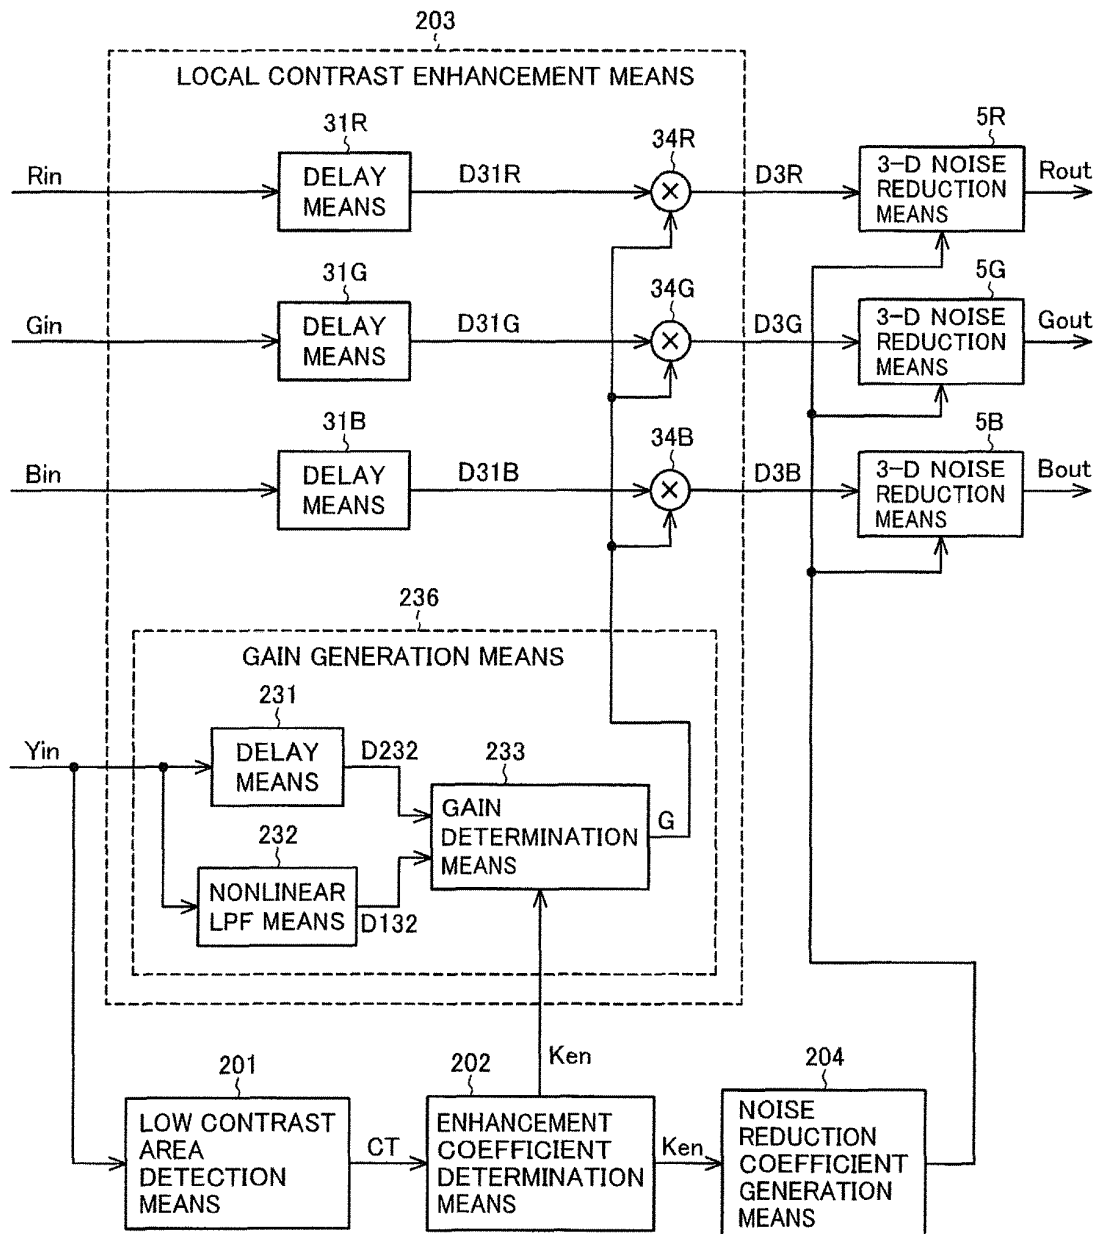 203
LOCAL CONTRAST ENHANCEMENT MEANS
31R
34R
5R
Rin
DELAY
MEANS
D31R
×
D3R
3-D NOISE
REDUCTION
MEANS
Rout
31G
34G
5G
Gin
DELAY
MEANS
D31G
×
D3G
3-D NOISE
REDUCTION
MEANS
Gout
31B
34B
5B
Bin
DELAY
MEANS
D31B
×
D3B
3-D NOISE
REDUCTION
MEANS
Bout
236
GAIN GENERATION MEANS
231
Yin
DELAY
MEANS
D232
233
GAIN
DETERMINATION
MEANS
G
232
NONLINEAR
LPF MEANS
D132
Ken
201
LOW CONTRAST
AREA
DETECTION
MEANS
CT
202
ENHANCEMENT
COEFFICIENT
DETERMINATION
MEANS
Ken
204
NOISE
REDUCTION
COEFFICIENT
GENERATION
MEANS